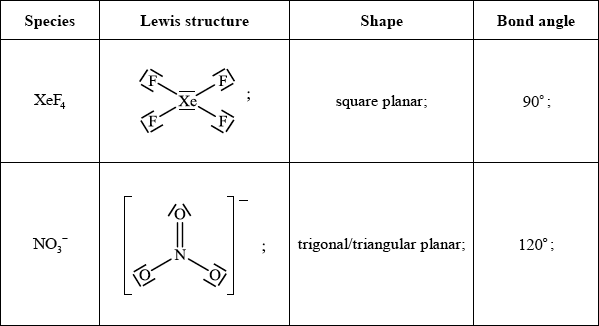 Species Lewis structure Shape Bond angle
F F
XeF₄ Xe ; square planar; 90°;
F F
−
O
NO₃⁻ N ; trigonal/triangular planar; 120°;
O O